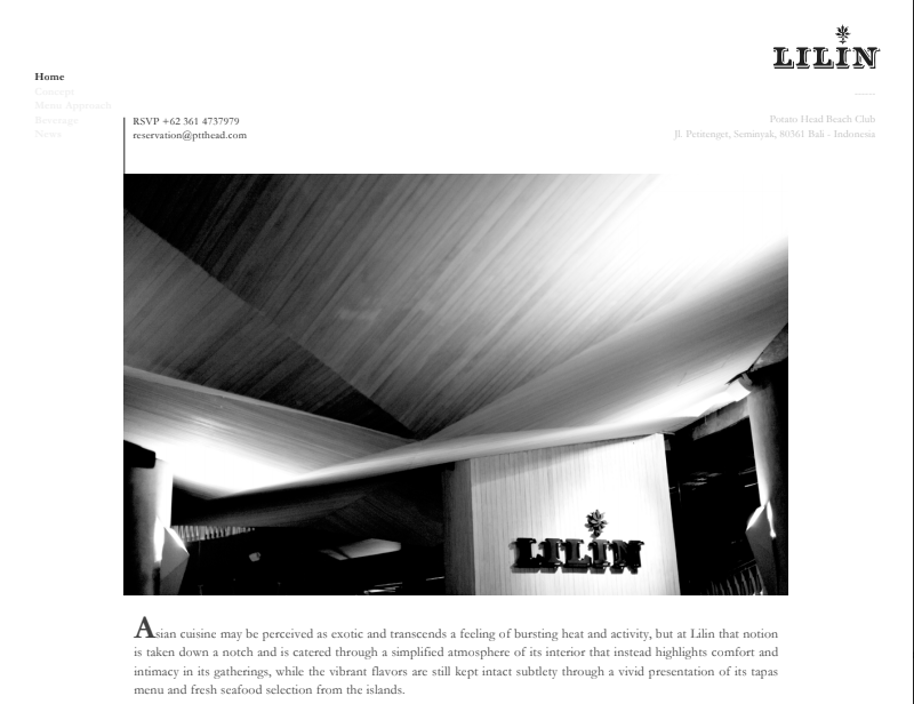 LILIN
Home
Concept
Menu Approach
Beverage
News
RSVP +62 361 4737979
reservation@ptthead.com
Potato Head Beach Club
Jl. Petitenget, Seminyak, 80361 Bali - Indonesia
LILIN
Asian cuisine may be perceived as exotic and transcends a feeling of bursting heat and activity, but at Lilin that notion
is taken down a notch and is catered through a simplified atmosphere of its interior that instead highlights comfort and
intimacy in its gatherings, while the vibrant flavors are still kept intact subtlety through a vivid presentation of its tapas
menu and fresh seafood selection from the islands.